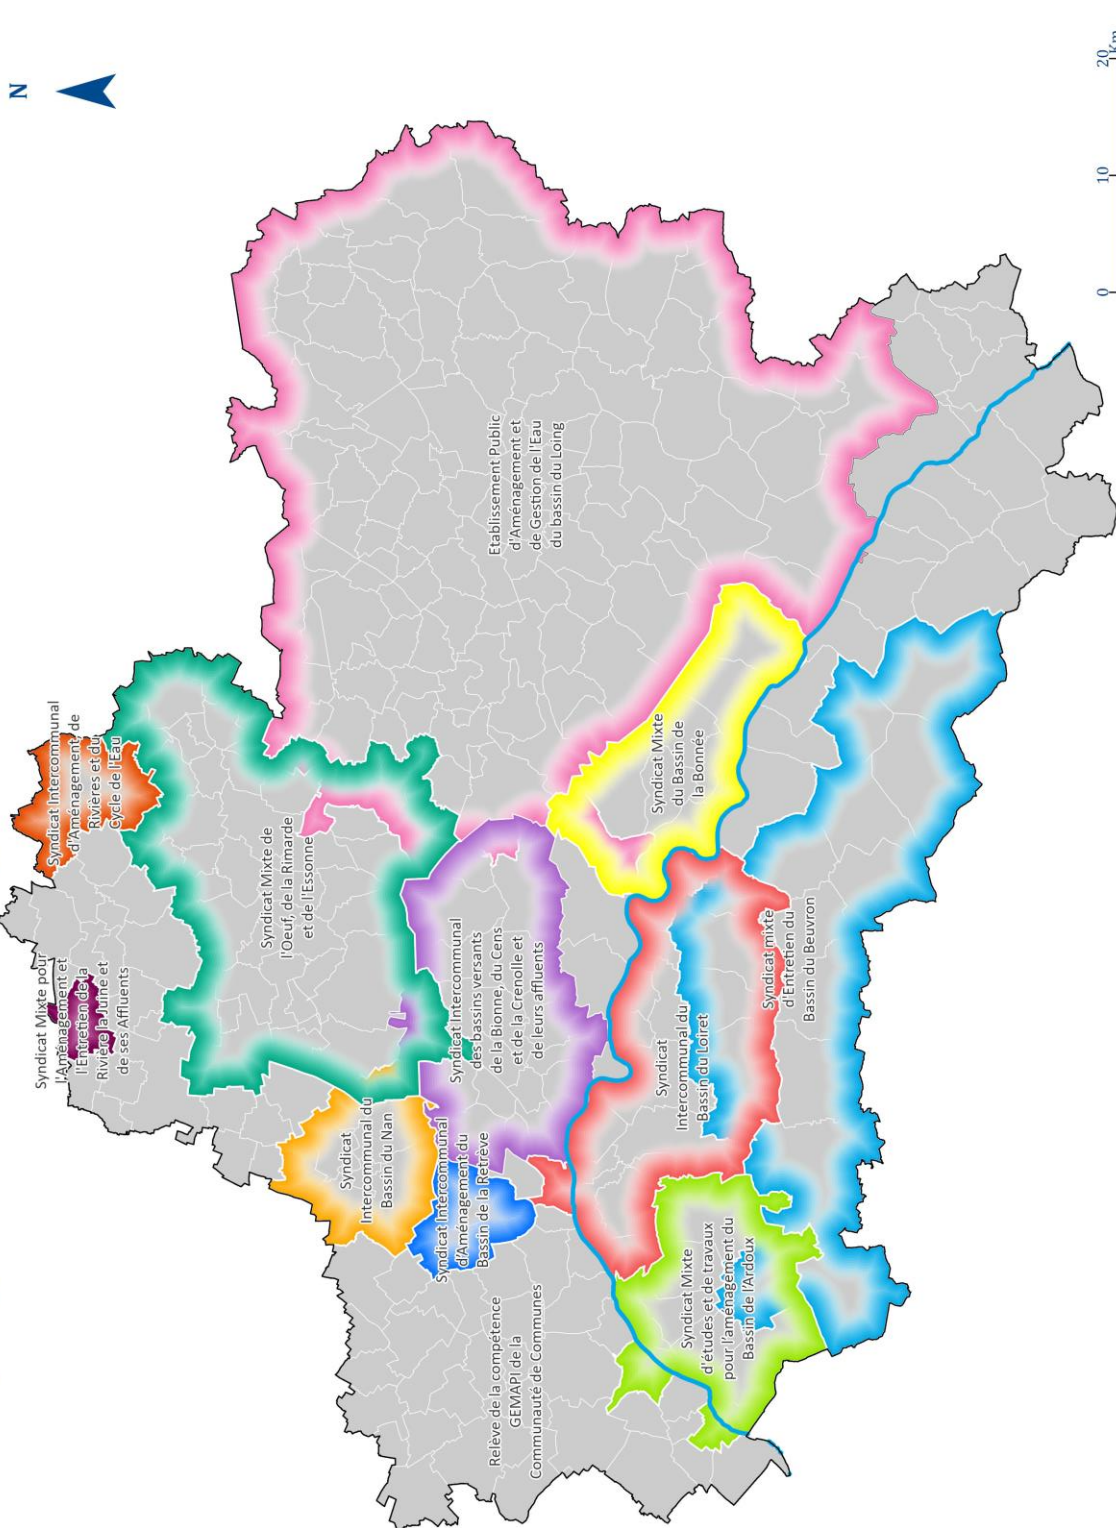 N
Syndicat Intercommunal
d'Aménagement, de
Rivières et du
Cycle de l'Eau
Syndicat Mixte pour
l'Aménagement et
l'Entretien de la
Rivière la Juine et
de ses Affluents
Syndicat Mixte de
l'Oeuf, de la Rimarde
et de l'Essonne
Etablissement Public
d'Aménagement et
de Gestion de l'Eau
du bassin du Loing
Syndicat
Intercommunal du
Bassin du Nan
Syndicat Intercommunal
d'Aménagement du
Bassin de la Retrève
Syndicat Intercommunal
des bassins versants
de la Bionne, du Cens
et de la Crenolle et
de leurs affluents
Relève de la compétence
GEMAPI de la
Communauté de Communes
Syndicat Mixte
du Bassin de
la Bonnée
Syndicat
Intercommunal du
Bassin du Loiret
Syndicat Mixte
d'études et de travaux
pour l'aménagement du
Bassin de l'Ardoux
Syndicat mixte
d'Entretien du
Bassin du Beuvron
0 10 20
Km